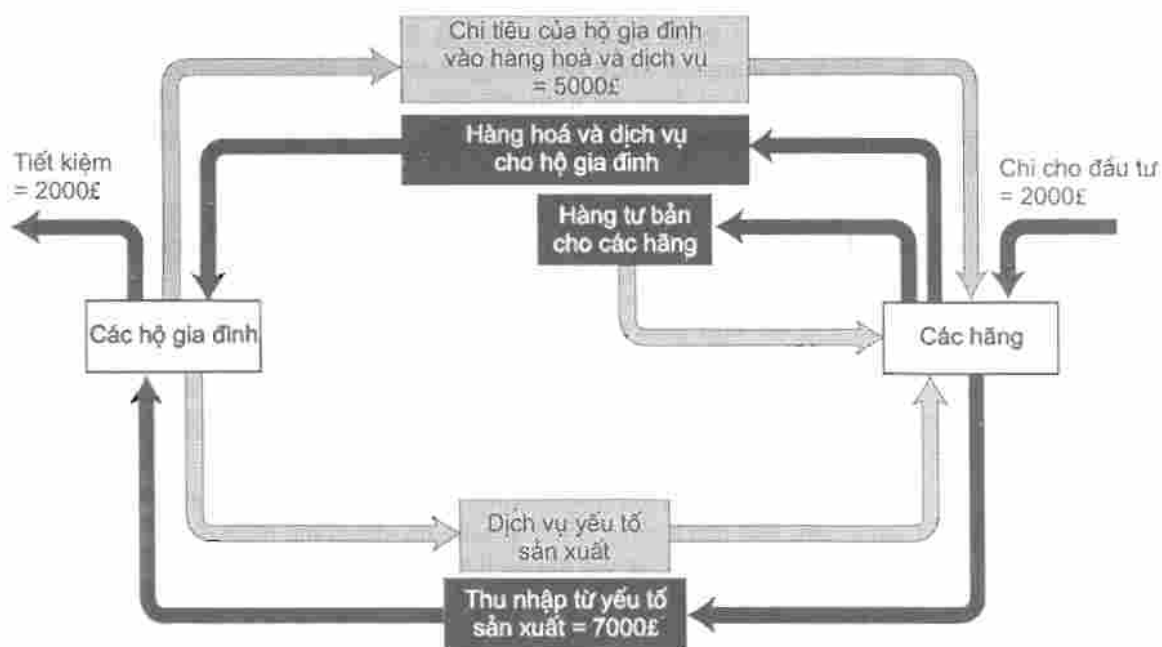 Chi tiêu của hộ gia đình
vào hàng hoá và dịch vụ
= 5000£
Hàng hoá và dịch vụ
cho hộ gia đình
Tiết kiệm
= 2000£
Chi cho đầu tư
= 2000£
Hàng tư bản
cho các hãng
Các hộ gia đình
Các hãng
Dịch vụ yếu tố
sản xuất
Thu nhập từ yếu tố
sản xuất = 7000£